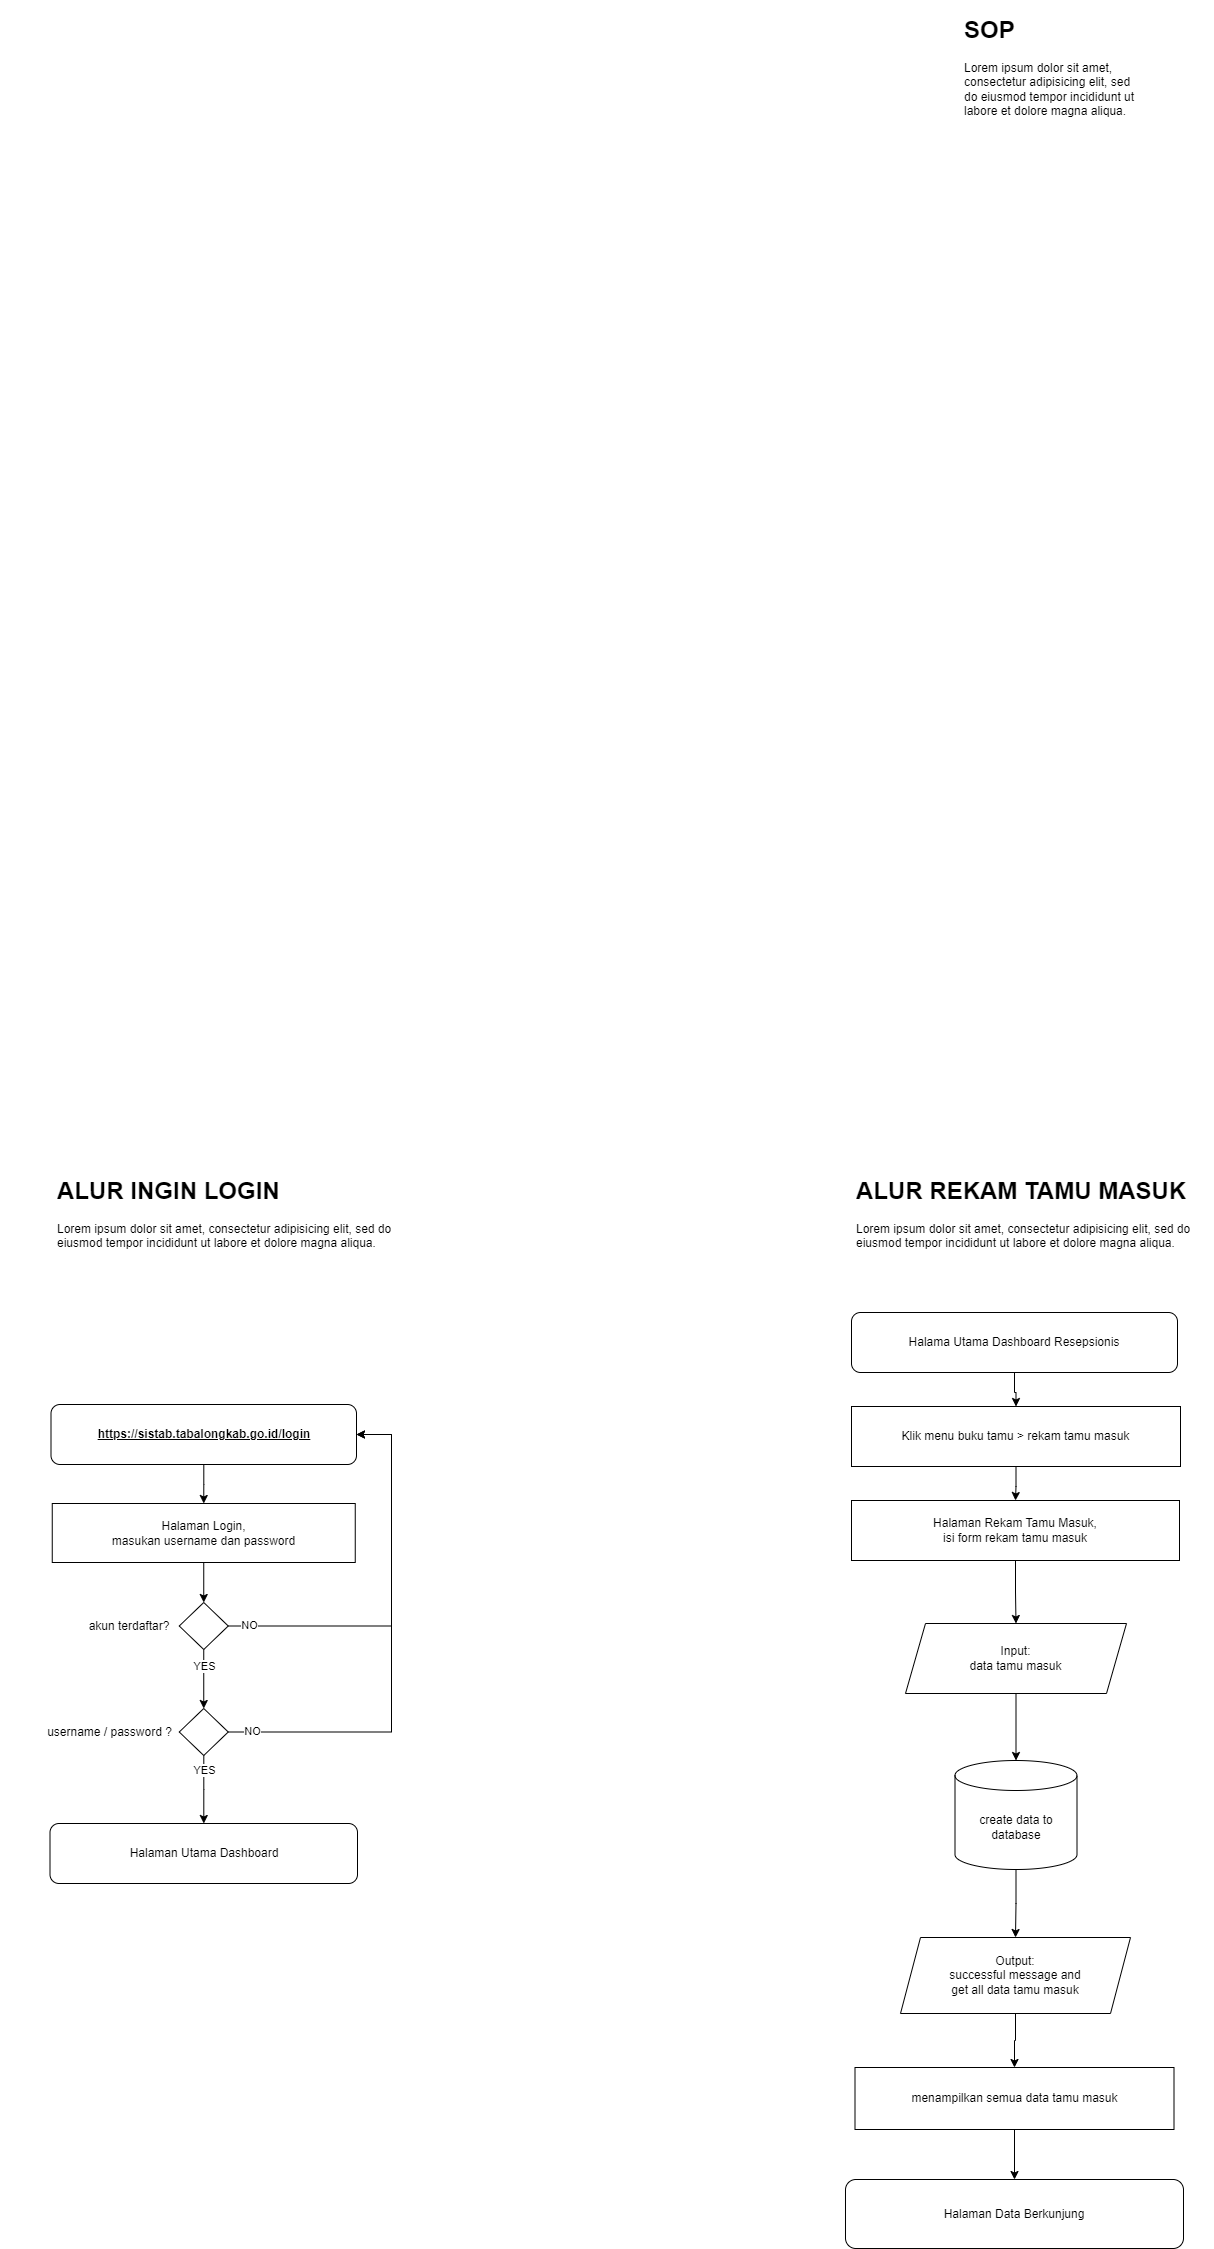 SOP
Lorem ipsum dolor sit amet,
consectetur adipisicing elit, sed
do eiusmod tempor incididunt ut
labore et dolore magna aliqua.
ALUR INGIN LOGIN
Lorem ipsum dolor sit amet, consectetur adipisicing elit, sed do
eiusmod tempor incididunt ut labore et dolore magna aliqua.
https://sistab.tabalongkab.go.id/login
Halaman Login,
masukan username dan password
akun terdaftar?
NO
YES
username / password ?
NO
YES
Halaman Utama Dashboard
ALUR REKAM TAMU MASUK
Lorem ipsum dolor sit amet, consectetur adipisicing elit, sed do
eiusmod tempor incididunt ut labore et dolore magna aliqua.
Halama Utama Dashboard Resepsionis
Klik menu buku tamu > rekam tamu masuk
Halaman Rekam Tamu Masuk,
isi form rekam tamu masuk
Input:
data tamu masuk
create data to
database
Output:
successful message and
get all data tamu masuk
menampilkan semua data tamu masuk
Halaman Data Berkunjung